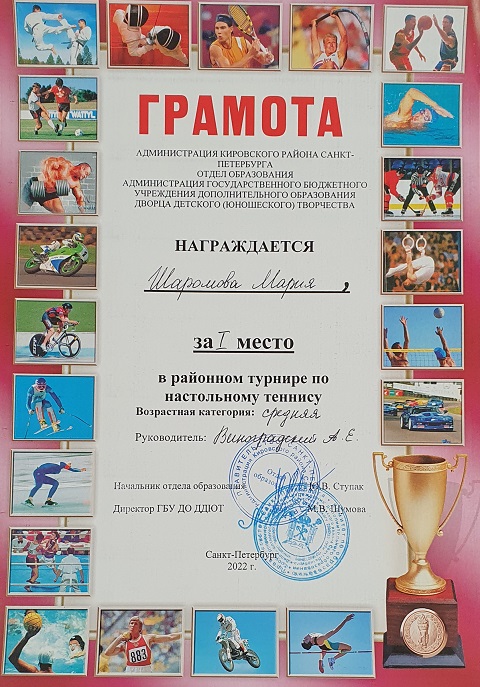 ГРАМОТА
АДМИНИСТРАЦИЯ КИРОВСКОГО РАЙОНА САНКТ-
ПЕТЕРБУРГА
ОТДЕЛ ОБРАЗОВАНИЯ
АДМИНИСТРАЦИЯ ГОСУДАРСТВЕННОГО БЮДЖЕТНОГО
УЧРЕЖДЕНИЯ ДОПОЛНИТЕЛЬНОГО ОБРАЗОВАНИЯ
ДВОРЦА ДЕТСКОГО (ЮНОШЕСКОГО) ТВОРЧЕСТВА
НАГРАЖДАЕТСЯ
Шаромова Мария,
за I место
в районном турнире по
настольному теннису
Возрастная категория: средняя
Руководитель: Виноградский А. Е.
Начальник отдела образования Ю.В. Ступак
Директор ГБУ ДО ДДЮТ М.В. Шумова
Санкт-Петербург
2022 г.
WATTYL
883